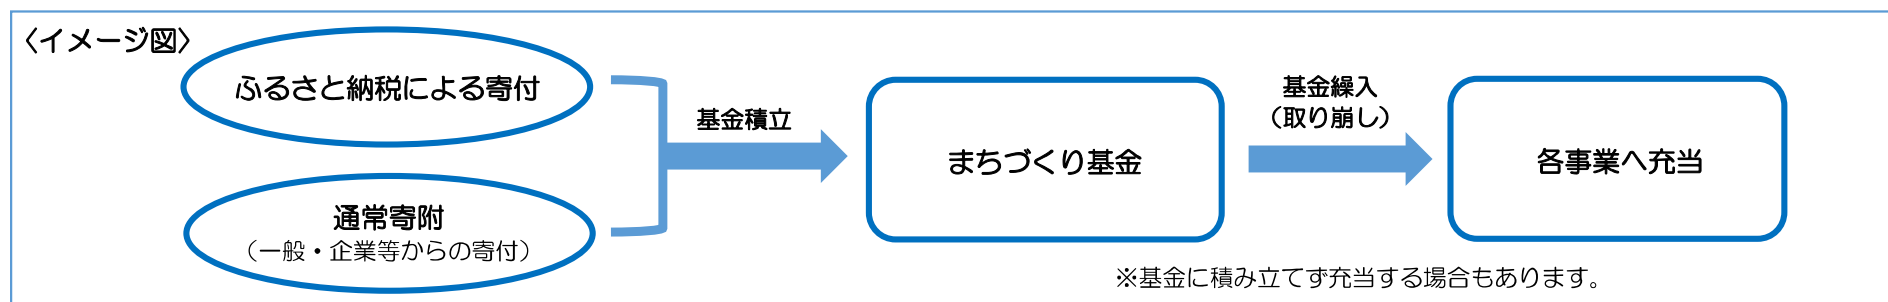 〈イメージ図〉
ふるさと納税による寄付
通常寄附
（一般・企業等からの寄付）
基金積立
まちづくり基金
基金繰入
（取り崩し）
各事業へ充当
※基金に積み立てず充当する場合もあります。